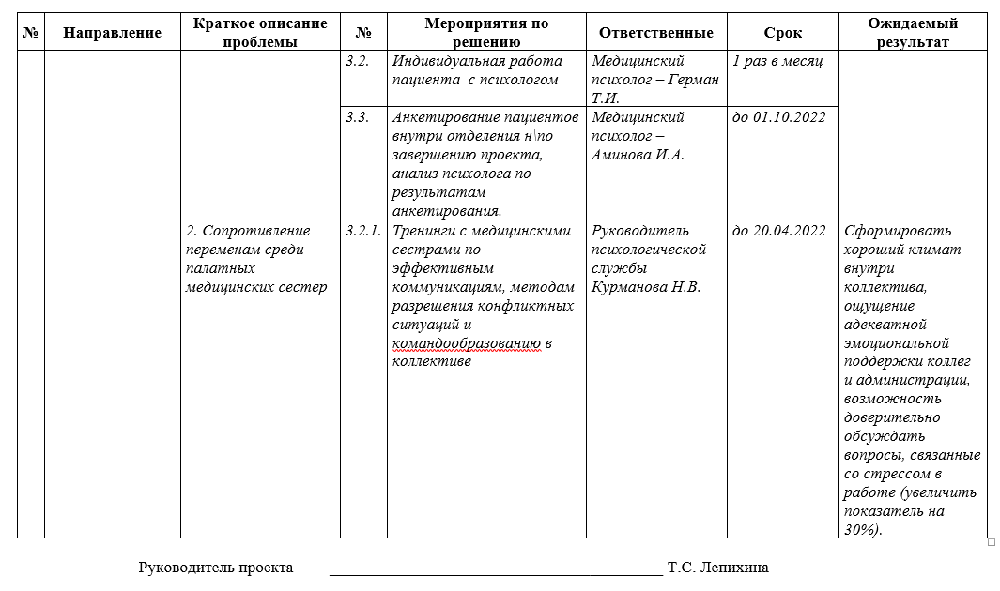 №
Направление
Краткое описание
проблемы
№
Мероприятия по
решению
Ответственные
Срок
Ожидаемый
результат
3.2.
Индивидуальная работа
пациента с психологом
Медицинский
психолог – Герман
Т.И.
1 раз в месяц
3.3.
Анкетирование пациентов
внутри отделения н\по
завершению проекта,
анализ психолога по
результатам
анкетирования.
Медицинский
психолог –
Аминова И.А.
до 01.10.2022
2. Сопротивление
переменам среди
палатных
медицинских сестер
3.2.1.
Тренинги с медицинскими
сестрами по
эффективным
коммуникациям, методам
разрешения конфликтных
ситуаций и
командообразованию в
коллективе
Руководитель
психологической
службы
Курманова Н.В.
до 20.04.2022
Сформировать
хороший климат
внутри
коллектива,
ощущение
адекватной
эмоциональной
поддержки коллег
и администрации,
возможность
доверительно
обсуждать
вопросы, связанные
со стрессом в
работе (увеличить
показатель на
30%).
Руководитель проекта ____________________________________________ Т.С. Лепихина